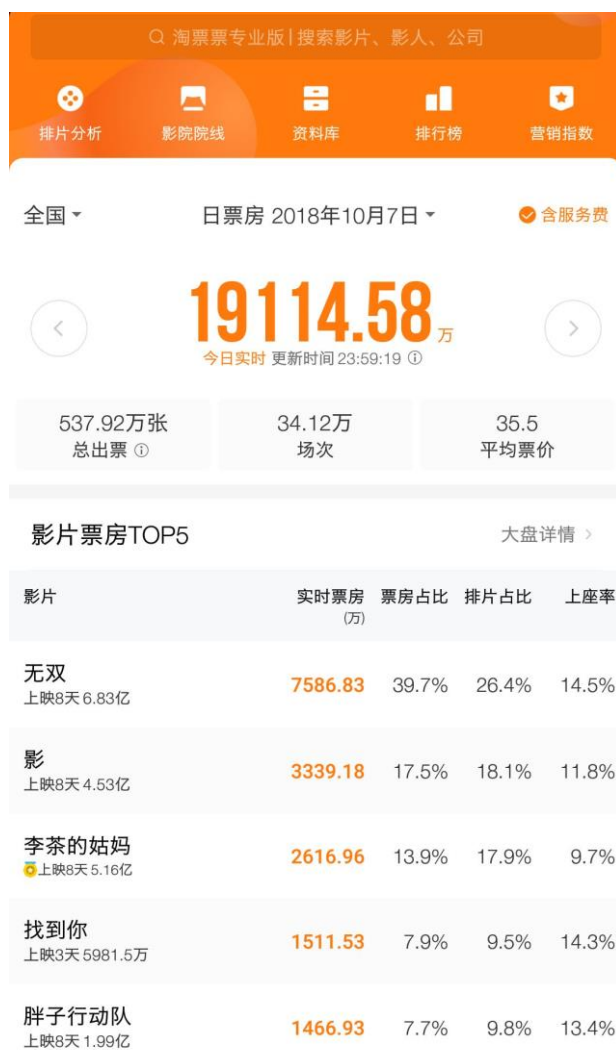 淘票票专业版|搜索影片、影人、公司
排片分析 影院院线 资料库 排行榜 营销指数
全国 日票房 2018年10月7日 含服务费
19114.58万
今日实时 更新时间 23:59:19
537.92万张 34.12万 35.5
总出票 场次 平均票价
影片票房TOP5 大盘详情
影片 实时票房 票房占比 排片占比 上座率
(万)
无双 7586.83 39.7% 26.4% 14.5%
上映8天 6.83亿
影 3339.18 17.5% 18.1% 11.8%
上映8天 4.53亿
李茶的姑妈 2616.96 13.9% 17.9% 9.7%
上映8天 5.16亿
找到你 1511.53 7.9% 9.5% 14.3%
上映3天 5981.5万
胖子行动队 1466.93 7.7% 9.8% 13.4%
上映8天 1.99亿